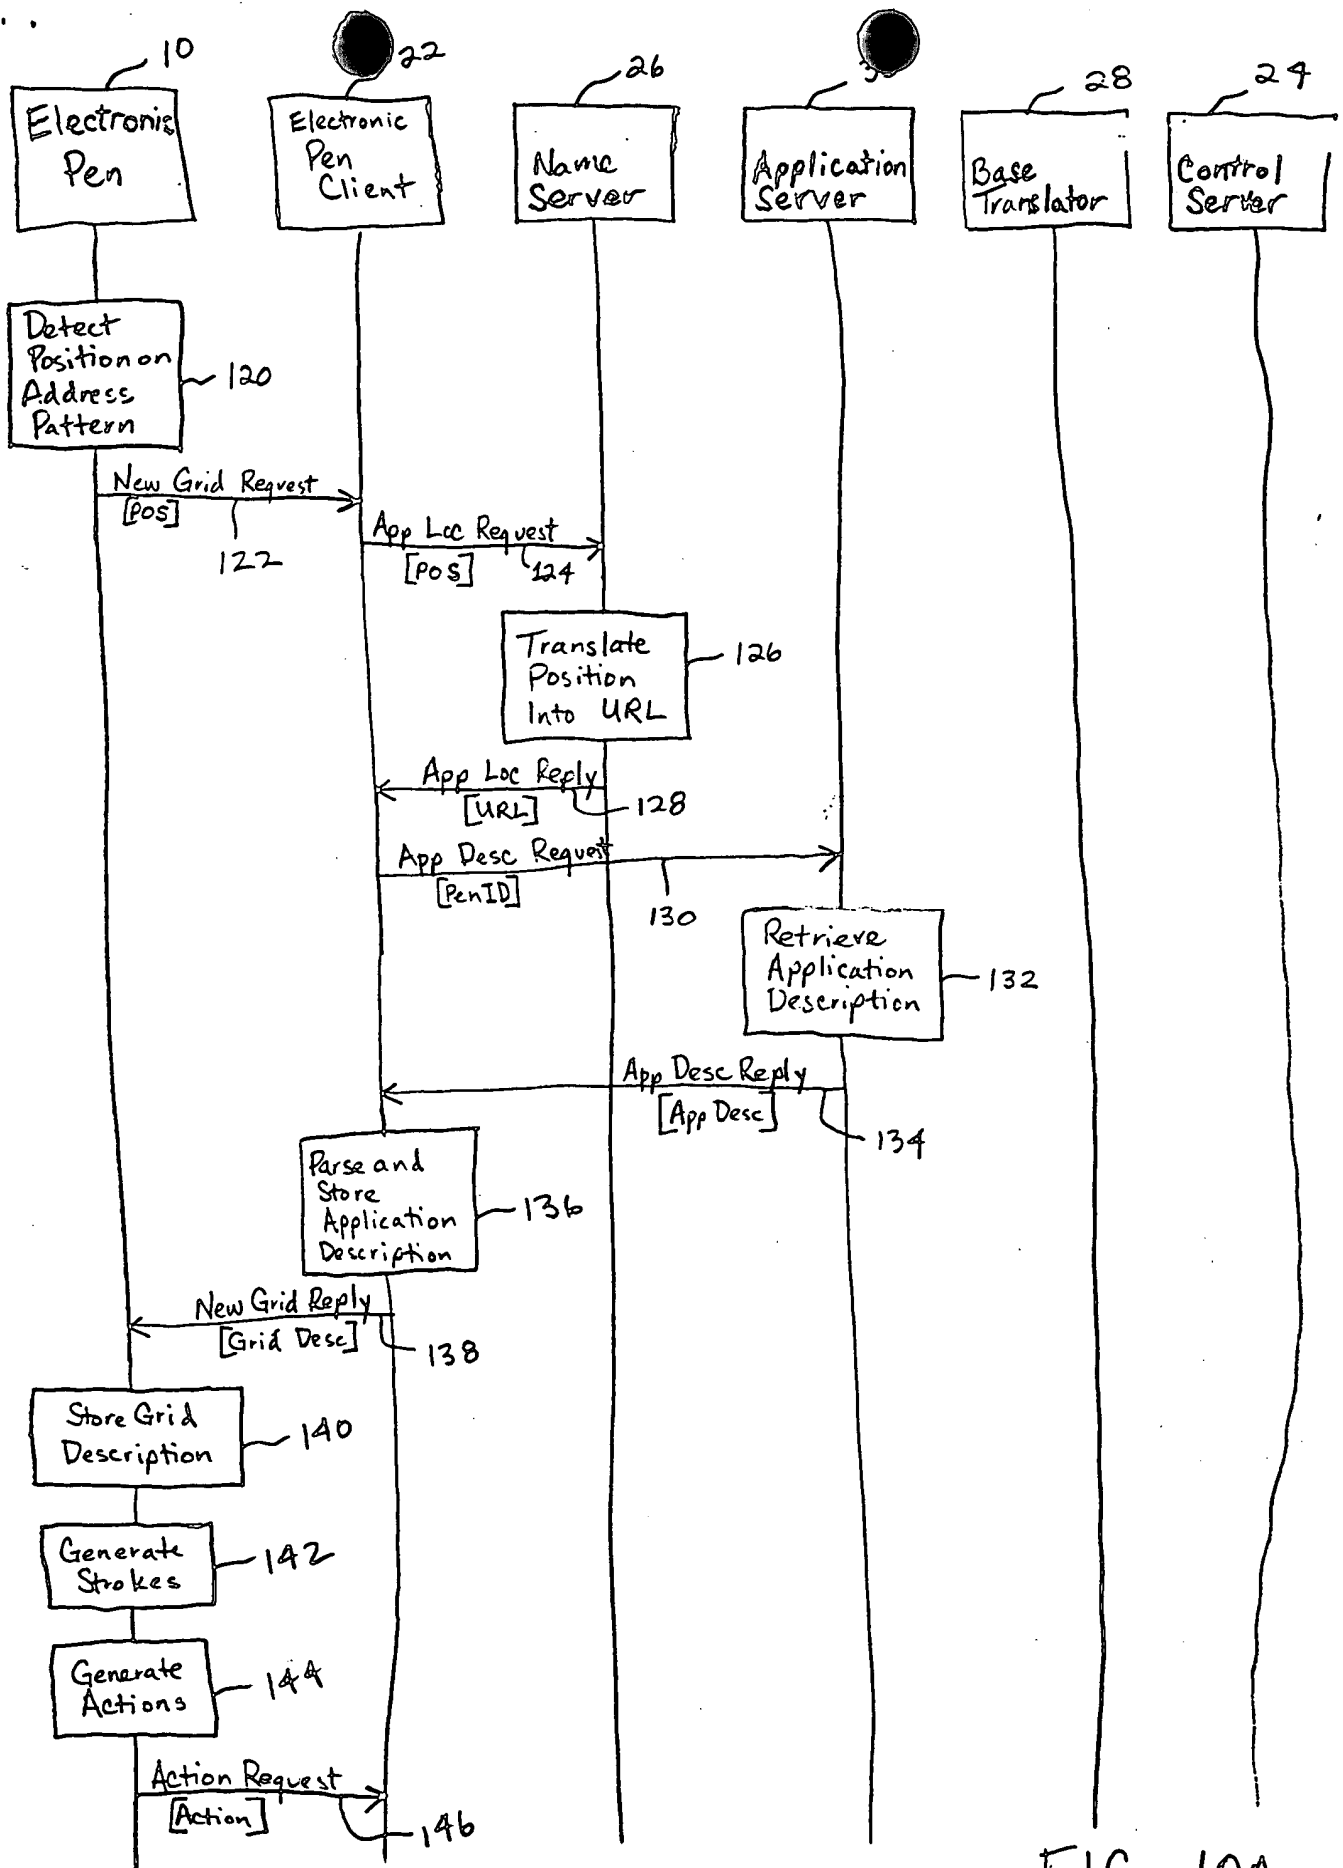 10
22
26
28
24
Electronic
Pen
Electronic
Pen
Client
Name
Server
Application
Server
Base
Translator
Control
Server
Detect
Position on
Address
Pattern
120
New Grid Request
[POS]
122
App Loc Request
[POS]
124
Translate
Position
Into URL
126
App Loc Reply
[URL]
128
App Desc Request
[PenID]
130
Retrieve
Application
Description
132
App Desc Reply
[App Desc]
134
Parse and
Store
Application
Description
136
New Grid Reply
[Grid Desc]
138
Store Grid
Description
140
Generate
Strokes
142
Generate
Actions
144
Action Request
[Action]
146
FIG. 10A